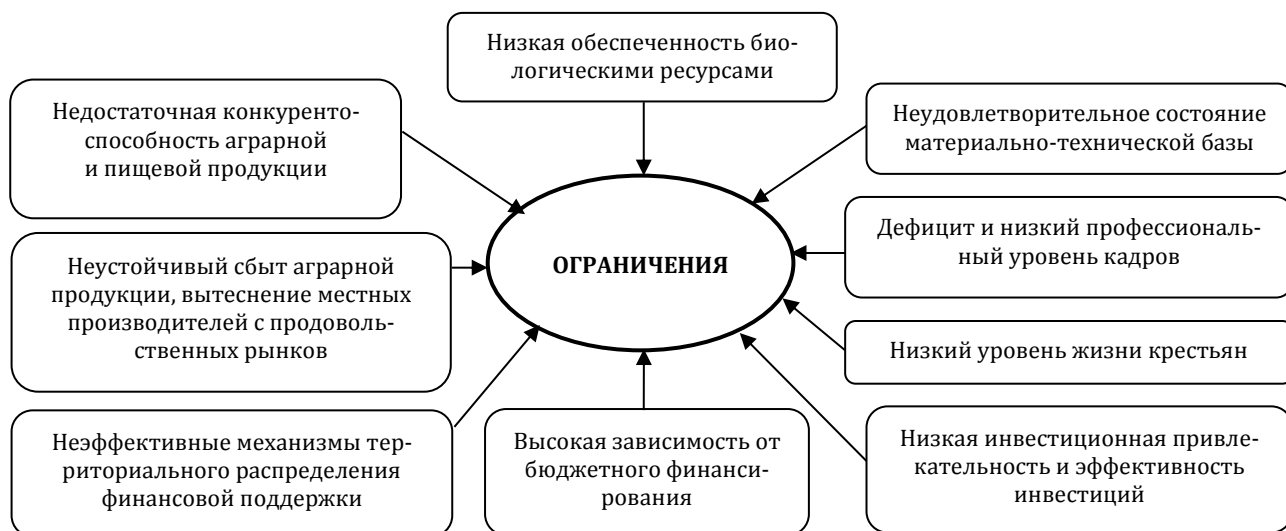 Низкая обеспеченность био-
логическими ресурсами
Недостаточная конкуренто-
способность аграрной
и пищевой продукции
Неудовлетворительное состояние
материально-технической базы
Дефицит и низкий профессиональ-
ный уровень кадров
ОГРАНИЧЕНИЯ
Неустойчивый сбыт аграрной
продукции, вытеснение местных
производителей с продоволь-
ственных рынков
Низкий уровень жизни крестьян
Неэффективные механизмы тер-
риториального распределения
финансовой поддержки
Высокая зависимость от
бюджетного финанси-
рования
Низкая инвестиционная привле-
кательность и эффективность
инвестиций